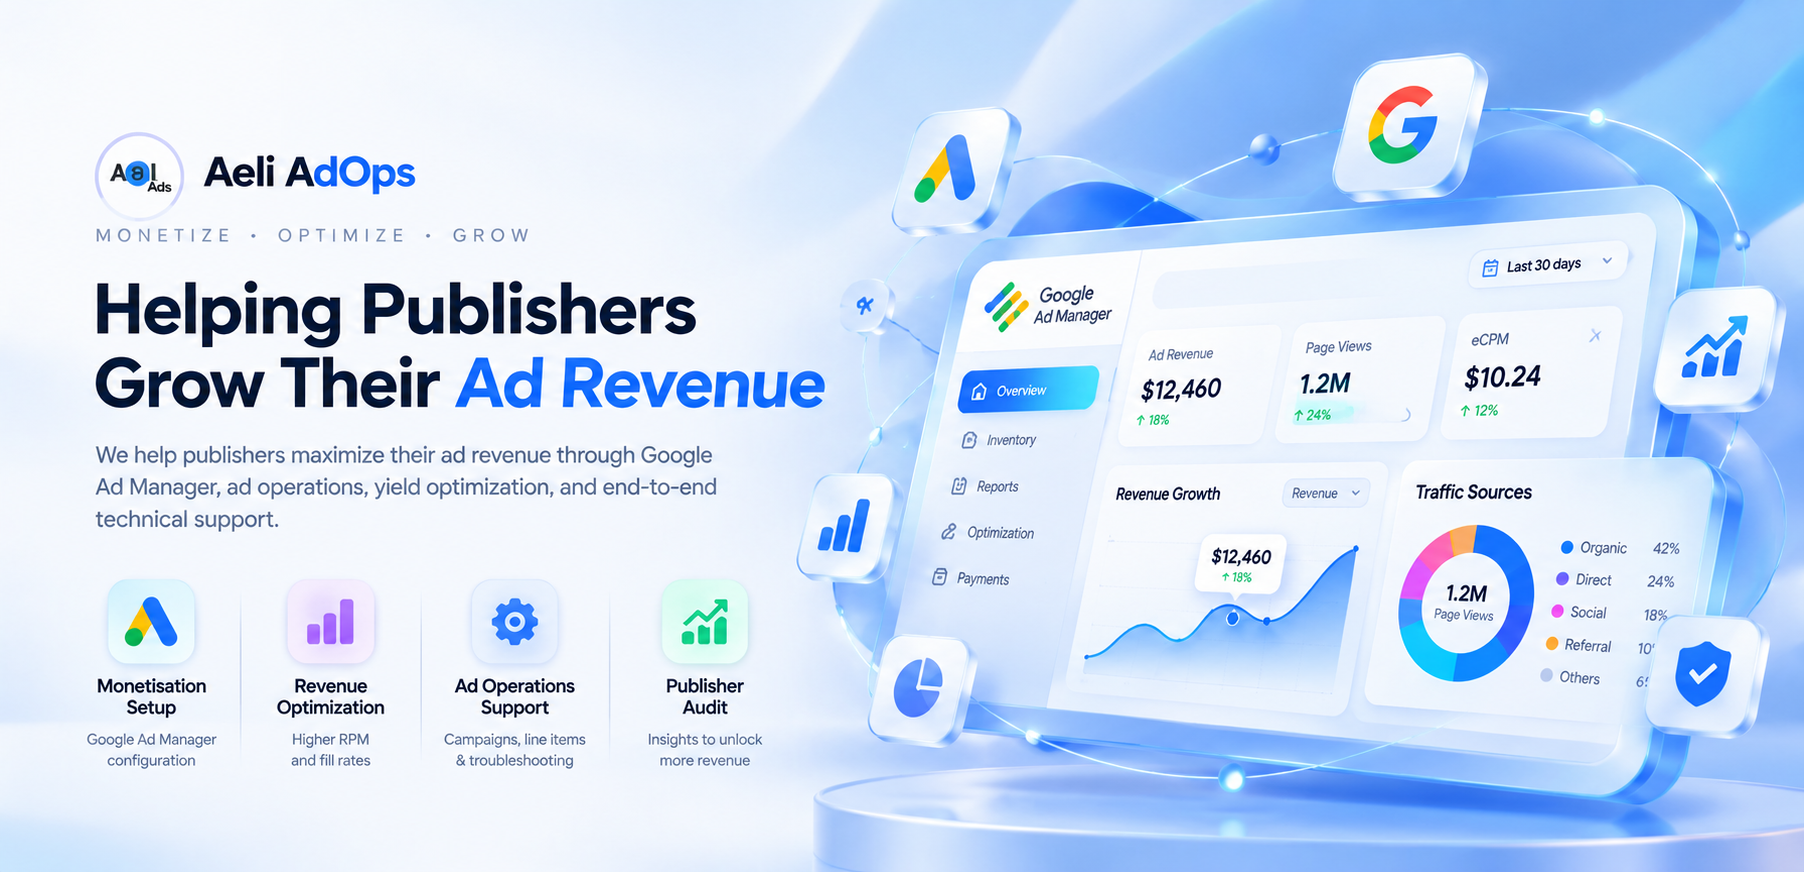 Aeli Ads
Aeli AdOps
MONETIZE • OPTIMIZE • GROW
Helping Publishers
Grow Their Ad Revenue
We help publishers maximize their ad revenue through Google
Ad Manager, ad operations, yield optimization, and end-to-end
technical support.
Monetisation
Setup
Google Ad Manager
configuration
Revenue
Optimization
Higher RPM
and fill rates
Ad Operations
Support
Campaigns, line items
& troubleshooting
Publisher
Audit
Insights to unlock
more revenue
G
Google
Ad Manager
Last 30 days
Overview
Inventory
Reports
Optimization
Payments
Ad Revenue
$12,460
↑ 18%
Page Views
1.2M
↑ 24%
eCPM
$10.24
↑ 12%
Revenue Growth
Revenue
$12,460
↑ 18%
Traffic Sources
1.2M
Page Views
Organic 42%
Direct 24%
Social 18%
Referral 10
Others 6